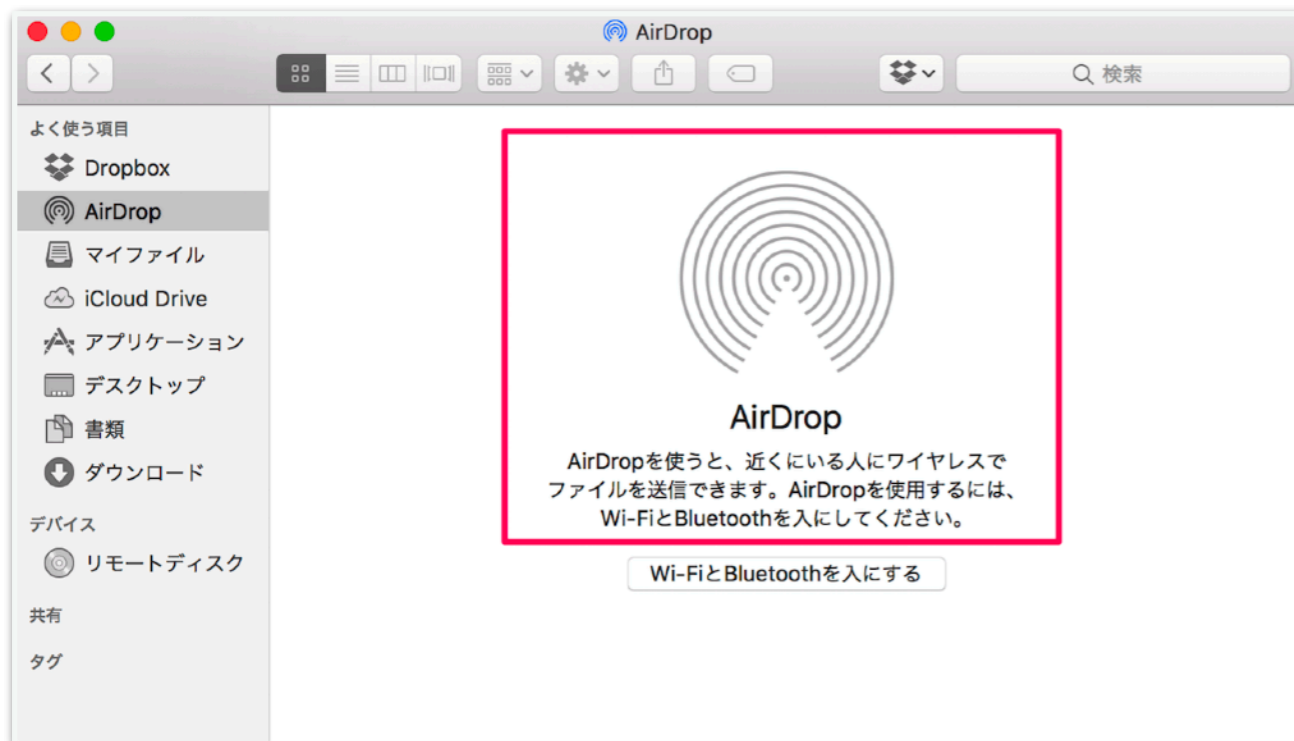 AirDrop
検索
よく使う項目
Dropbox
AirDrop
マイファイル
iCloud Drive
アプリケーション
デスクトップ
書類
ダウンロード
デバイス
リモートディスク
共有
タグ
AirDrop
AirDropを使うと、近くにいる人にワイヤレスで
ファイルを送信できます。AirDropを使用するには、
Wi-FiとBluetoothを入にしてください。
Wi-FiとBluetoothを入にする